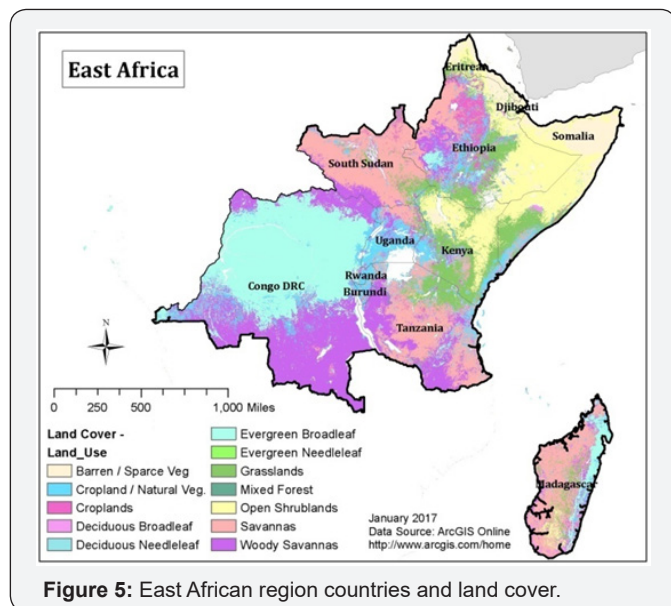 East Africa
Eritrea
Djibouti
Somalia
Ethiopia
South Sudan
Uganda
Kenya
Rwanda
Congo DRC
Burundi
Tanzania
N
0 250 500 1,000 Miles
Madagascar
Land Cover -
Land_Use
Barren / Sparce Veg
Cropland / Natural Veg.
Croplands
Deciduous Broadleaf
Deciduous Needleleaf
Evergreen Broadleaf
Evergreen Needleleaf
Grasslands
Mixed Forest
Open Shrublands
Savannas
Woody Savannas
January 2017
Data Source: ArcGIS Online
http://www.arcgis.com/home
Figure 5: East African region countries and land cover.